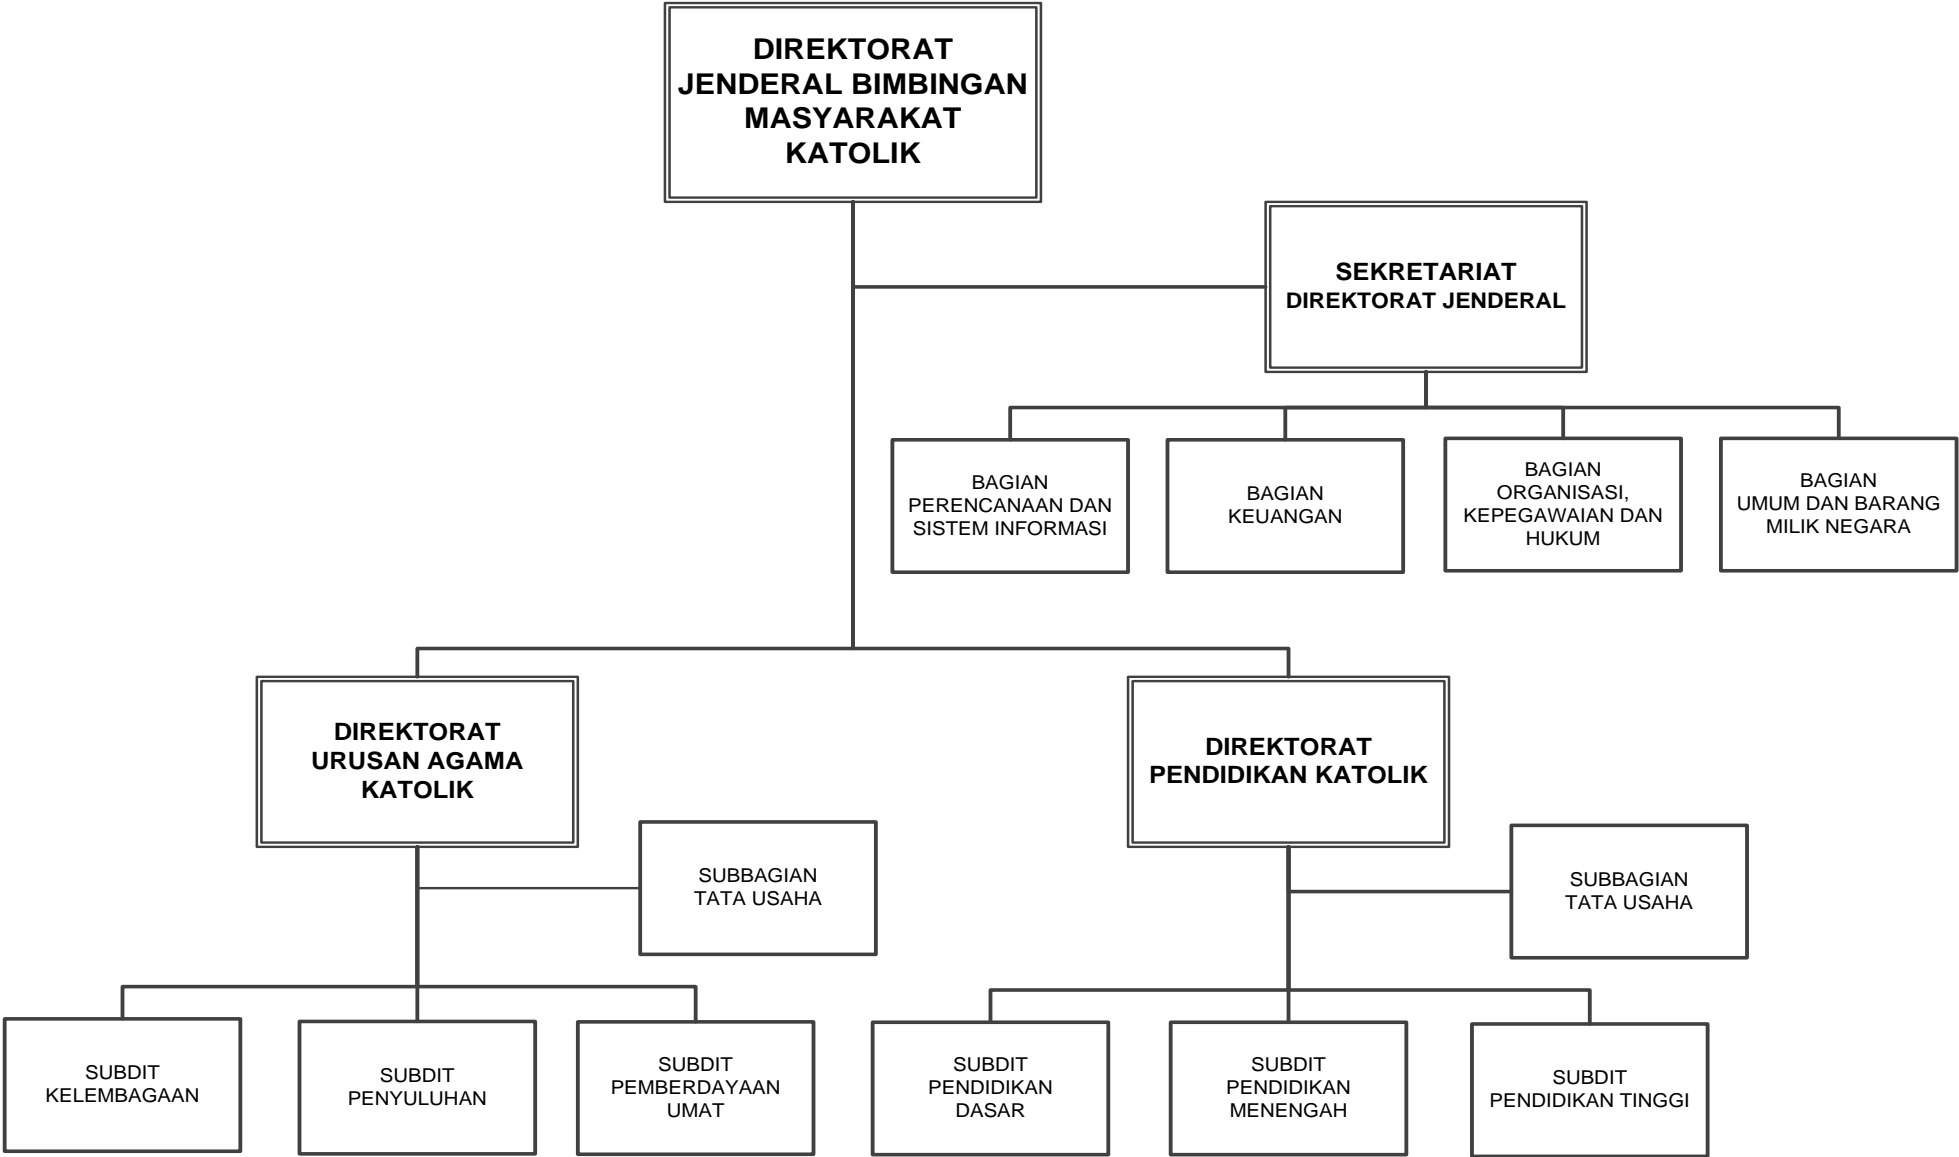 DIREKTORAT
JENDERAL BIMBINGAN
MASYARAKAT
KATOLIK
SEKRETARIAT
DIREKTORAT JENDERAL
BAGIAN
PERENCANAAN DAN
SISTEM INFORMASI
BAGIAN
KEUANGAN
BAGIAN
ORGANISASI,
KEPEGAWAIAN DAN
HUKUM
BAGIAN
UMUM DAN BARANG
MILIK NEGARA
DIREKTORAT
URUSAN AGAMA
KATOLIK
DIREKTORAT
PENDIDIKAN KATOLIK
SUBBAGIAN
TATA USAHA
SUBBAGIAN
TATA USAHA
SUBDIT
KELEMBAGAAN
SUBDIT
PENYULUHAN
SUBDIT
PEMBERDAYAAN
UMAT
SUBDIT
PENDIDIKAN
DASAR
SUBDIT
PENDIDIKAN
MENENGAH
SUBDIT
PENDIDIKAN TINGGI